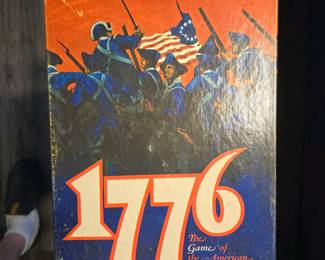 1776
The
Game of
the American